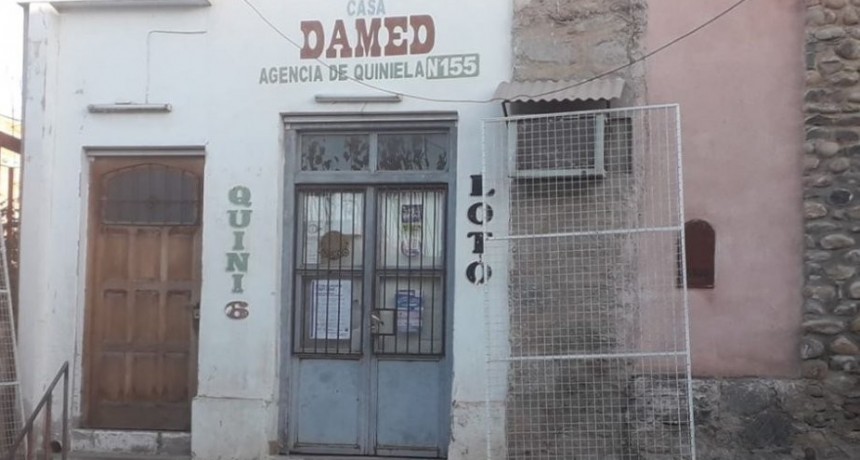 CASA
DAMED
AGENCIA DE QUINIELA N155
QUINI
6
LOTO